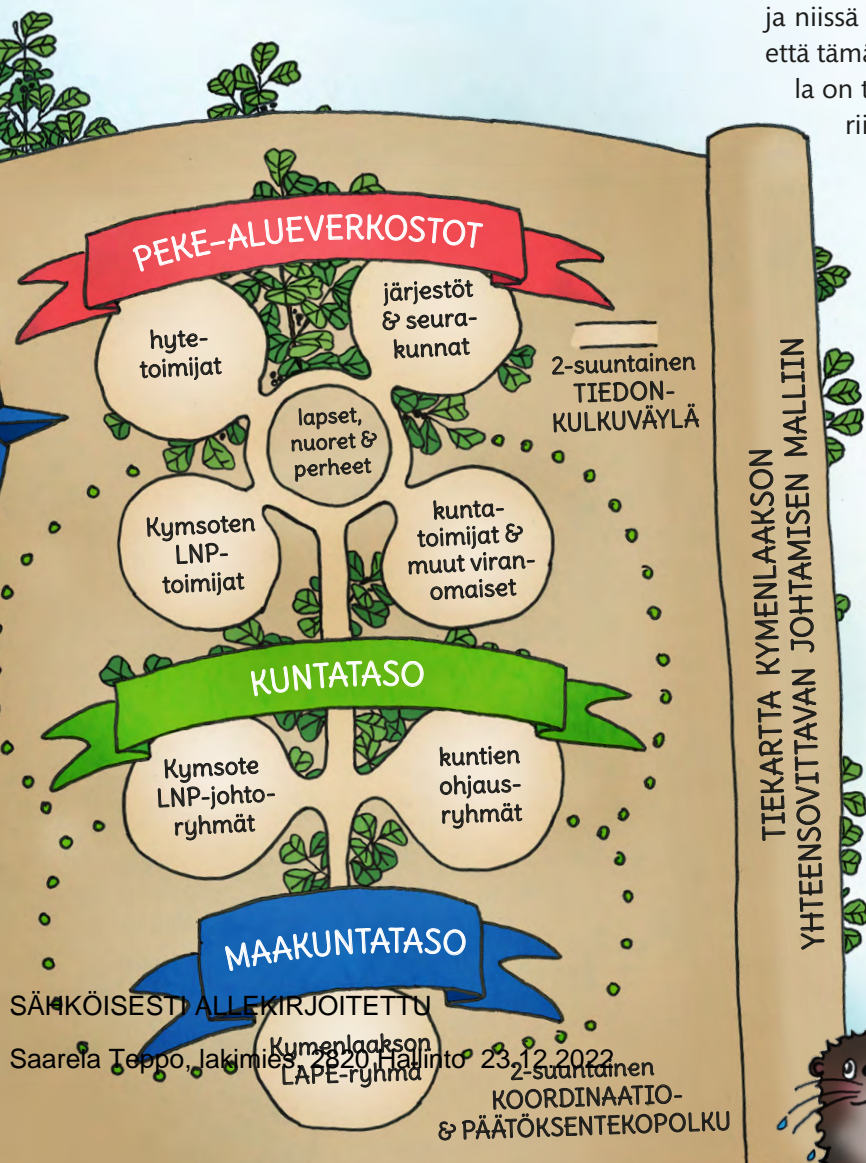 ja niissä
että tämä
la on t
rii
PEKE-ALUEVERKOSTOT
hyte-
toimijat
järjestöt
& seura-
kunnat
2-suuntainen
TIEDON-
KULKUVÄYLÄ
lapset,
nuoret &
perheet
Kymsoten
LNP-
toimijat
kunta-
toimijat &
muut viran-
omaiset
KUNTATASO
Kymsote
LNP-johto-
ryhmät
kuntien
ohjaus-
ryhmät
MAAKUNTATASO
Kymenlaakson
LAPE-ryhmä
2-suuntainen
KOORDINAATIO-
& PÄÄTÖKSENTEKOPOLKU
TIEKARTTA KYMENLAAKSON
YHTEENSOVITTAVAN JOHTAMISEN MALLIIN
SÄHKÖISESTI ALLEKIRJOITETTU
Saarela Teppo, lakimies, 2820 Hallinto 23.12.2022